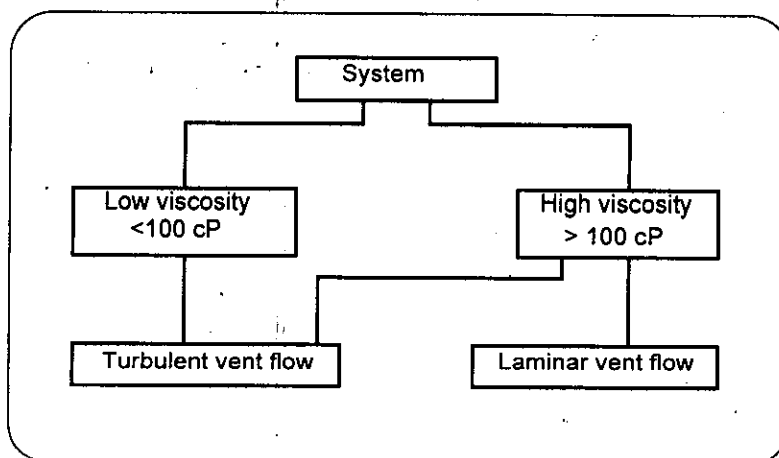 System
Low viscosity
<100 cP
High viscosity
> 100 cP
Turbulent vent flow
Laminar vent flow